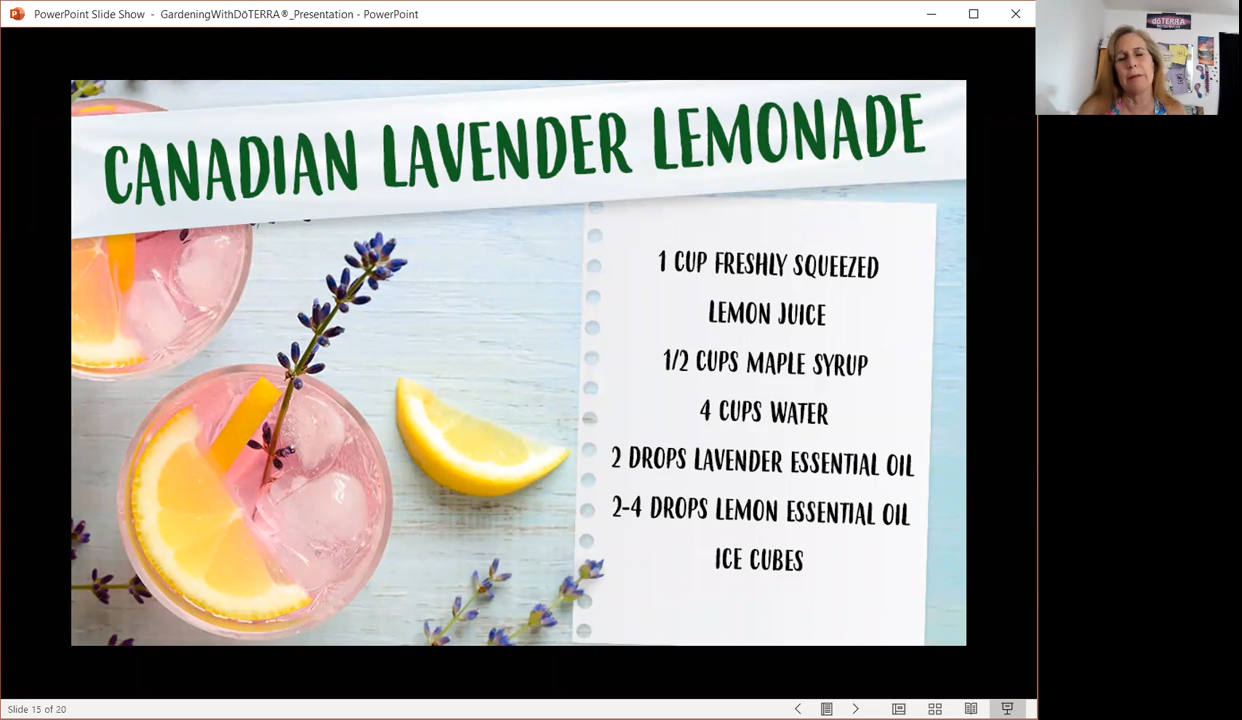 PowerPoint Slide Show - GardeningWithDōTERRA®_Presentation - PowerPoint
dōTERRA
CANADIAN LAVENDER LEMONADE
1 CUP FRESHLY SQUEEZED
LEMON JUICE
1/2 CUPS MAPLE SYRUP
4 CUPS WATER
2 DROPS LAVENDER ESSENTIAL OIL
2-4 DROPS LEMON ESSENTIAL OIL
ICE CUBES
Slide 15 of 20